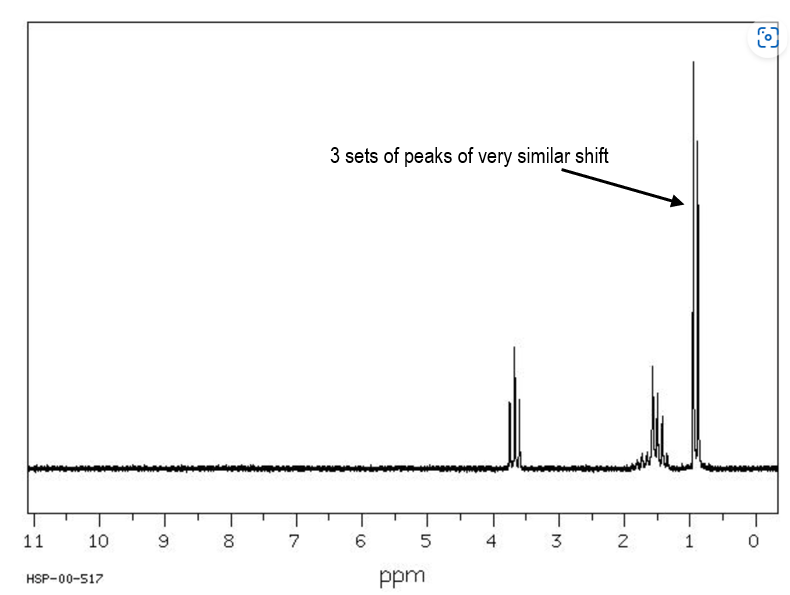 3 sets of peaks of very similar shift
11 10 9 8 7 6 5 4 3 2 1 0
ppm
HSP-00-517